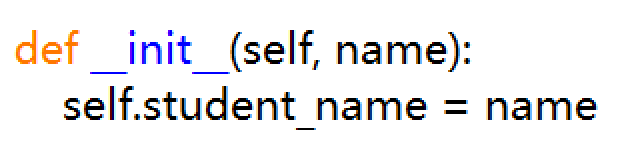 def __init__(self, name):
    self.student_name = name